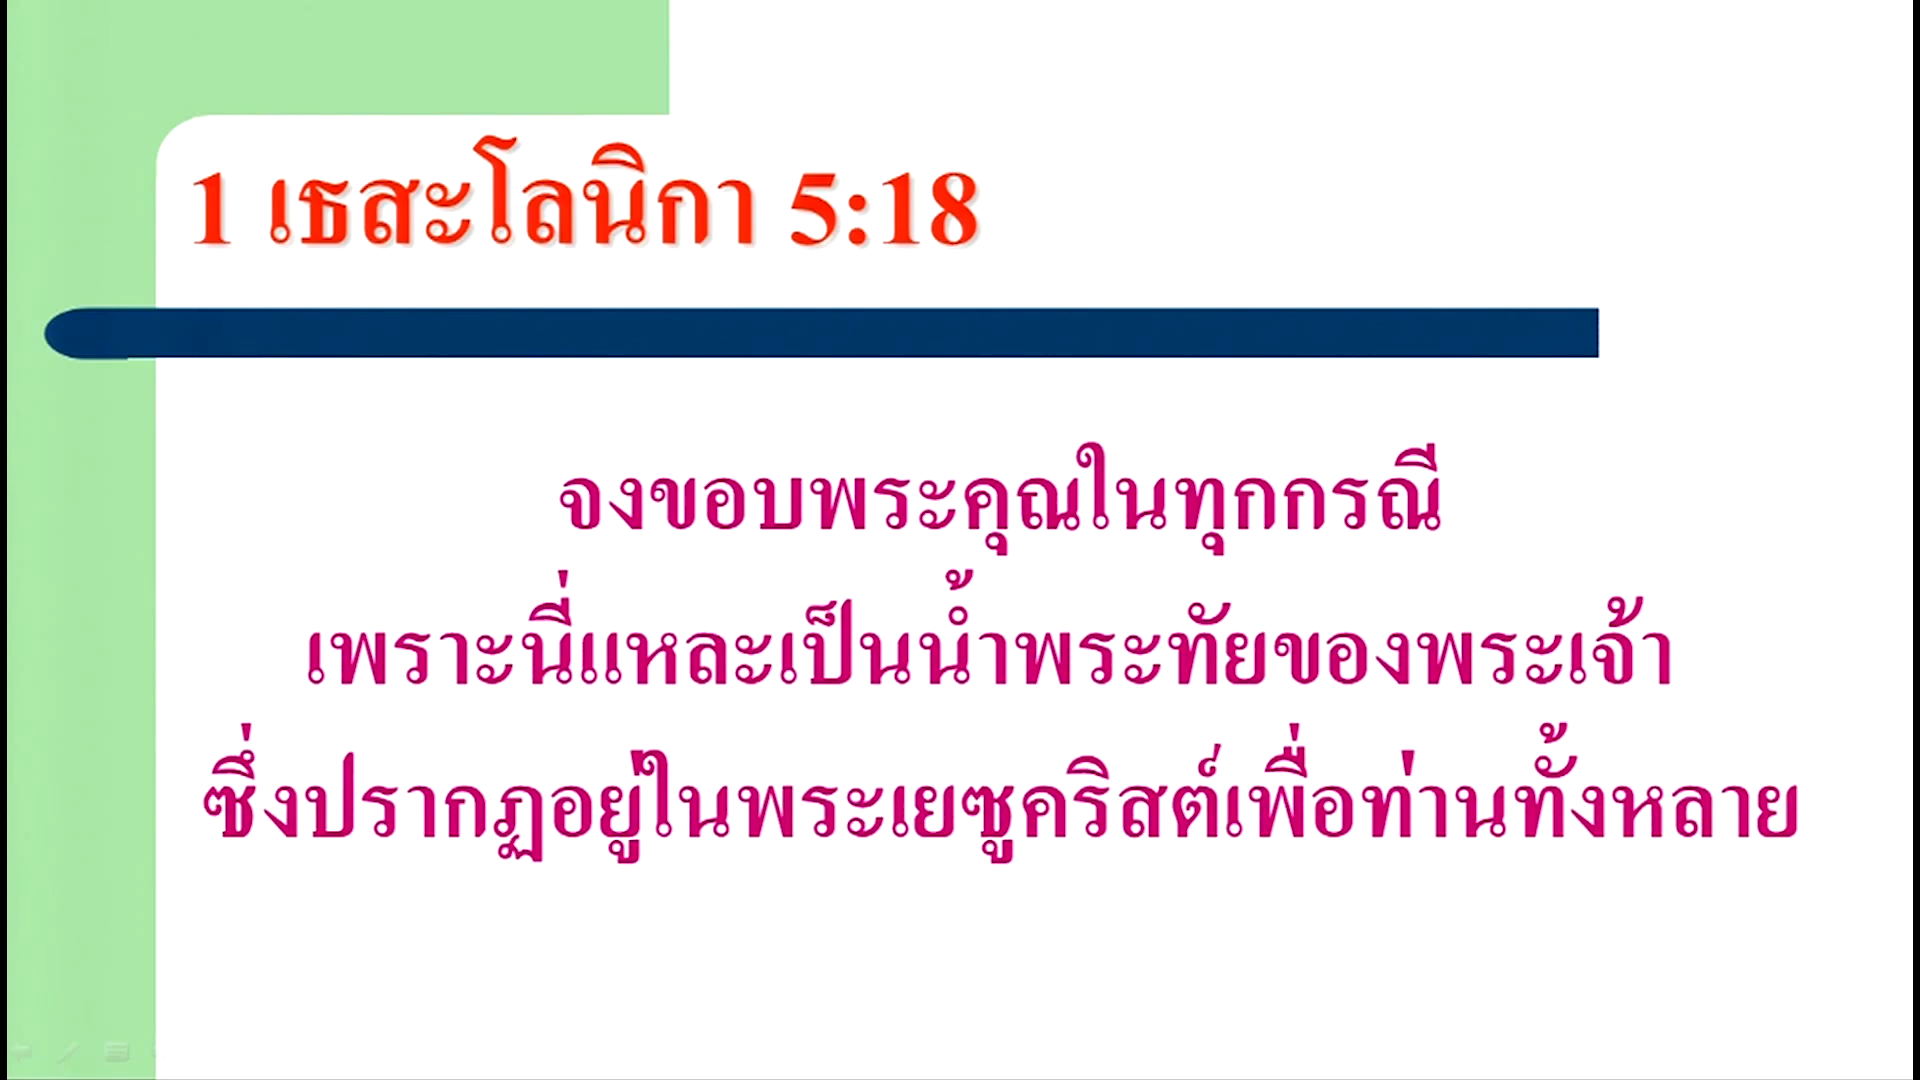 1 เธสะโลนิกา 5:18
จงขอบพระคุณในทุกกรณี
เพราะนี่แหละเป็นน้ำพระทัยของพระเจ้า
ซึ่งปรากฏอยู่ในพระเยซูคริสต์เพื่อท่านทั้งหลาย